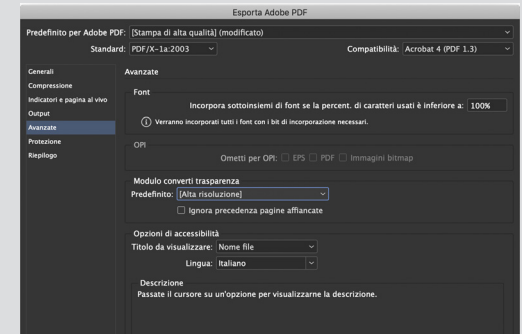 Esporta Adobe PDF
Predefinito per Adobe PDF: [Stampa di alta qualità] (modificato)
Standard: PDF/X-1a:2003 Compatibilità: Acrobat 4 (PDF 1.3)
Generali
Compressione
Indicatori e pagina al vivo
Output
Avanzate
Protezione
Riepilogo
Avanzate
Font
Incorpora sottoinsiemi di font se la percent. di caratteri usati è inferiore a: 100%
Verranno incorporati tutti i font con i bit di incorporazione necessari.
OPI
Ometti per OPI: EPS PDF Immagini bitmap
Modulo converti trasparenza
Predefinito: [Alta risoluzione]
Ignora precedenza pagine affiancate
Opzioni di accessibilità
Titolo da visualizzare: Nome file
Lingua: Italiano
Descrizione
Passate il cursore su un'opzione per visualizzarne la descrizione.